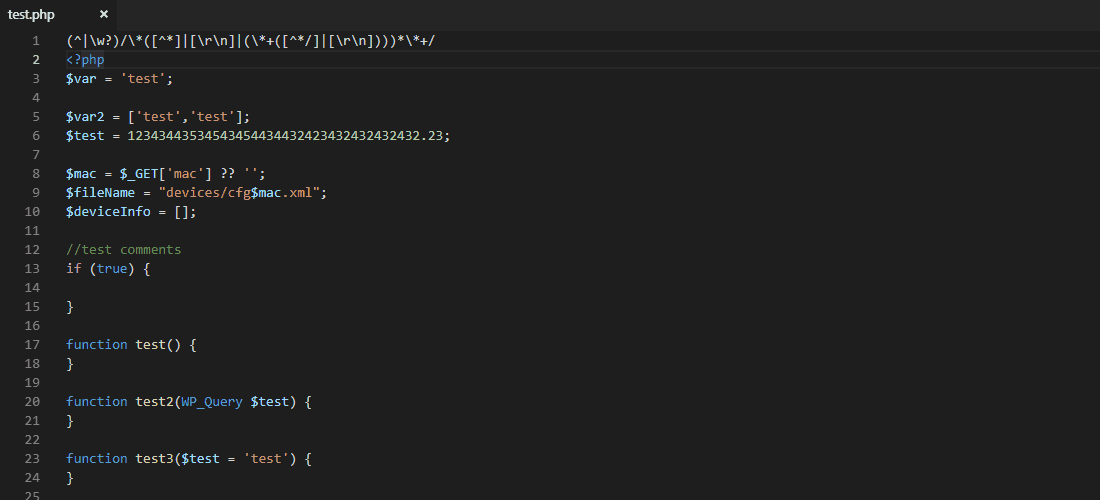 test.php ×
1 (^|\w?)/\*([^*]|[\r\n]|(\*+([^*/]|[\r\n])))*\*+/
2 <?php
3 $var = 'test';
4
5 $var2 = ['test','test'];
6 $test = 1234344353454345443443242343243243243​2.23;
7
8 $mac = $_GET['mac'] ?? '';
9 $fileName = "devices/cfg$mac.xml";
10 $deviceInfo = [];
11
12 //test comments
13 if (true) {
14
15 }
16
17 function test() {
18 }
19
20 function test2(WP_Query $test) {
21 }
22
23 function test3($test = 'test') {
24 }
25